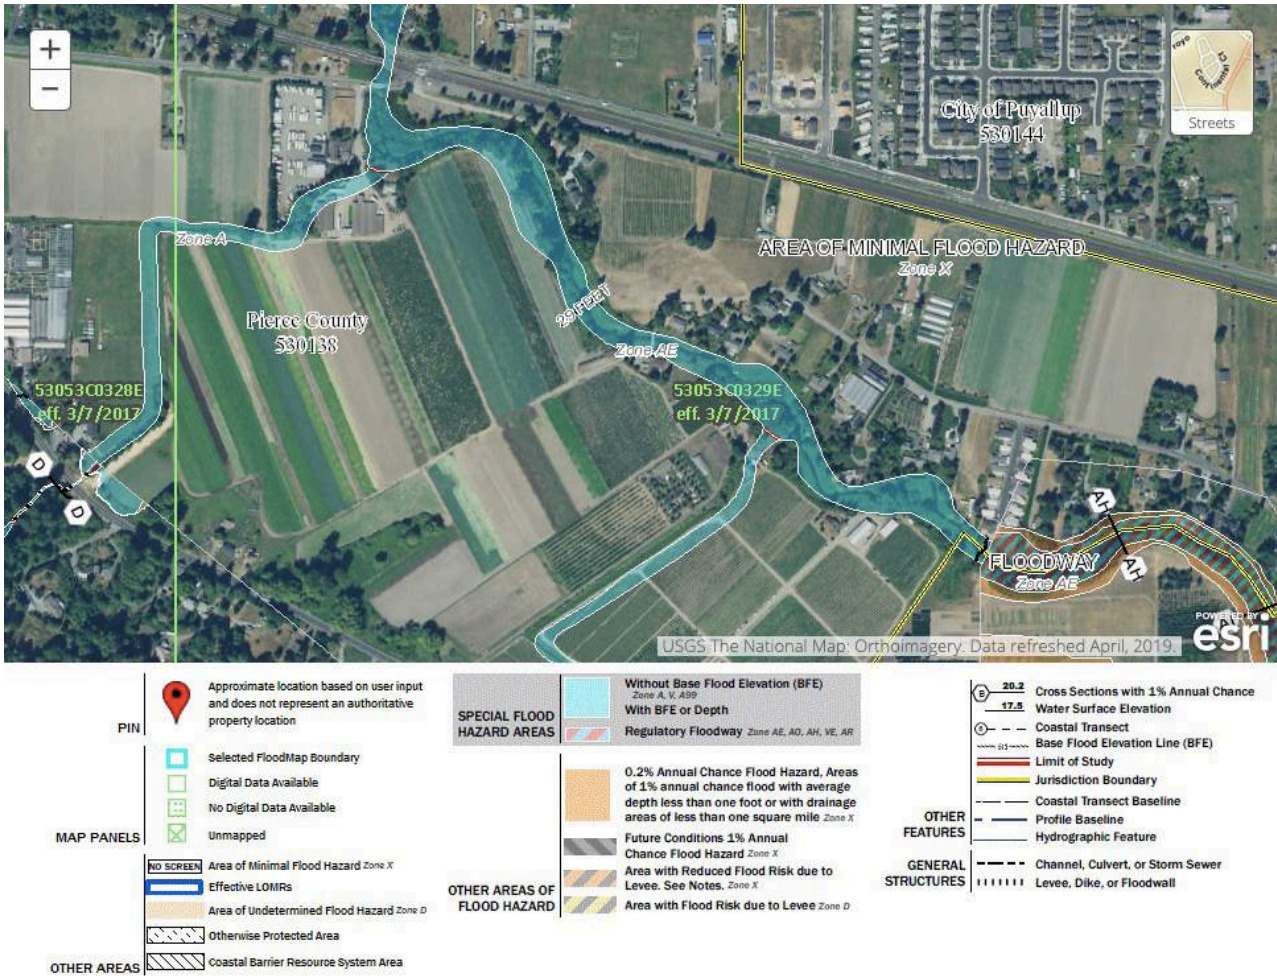 +
−
City of Puyallup
530144
royo
Continental Ct
Streets
AREA OF MINIMAL FLOOD HAZARD
Zone X
Zone A
29 FEET
Pierce County
530138
Zone AE
53053C0328E
eff. 3/7/2017
53053C0329E
eff. 3/7/2017
D
D
AH
AH
FLOODWAY
Zone AE
POWERED BY
esri
USGS The National Map: Orthoimagery. Data refreshed April, 2019.
PIN
Approximate location based on user input
and does not represent an authoritative
property location
MAP PANELS
Selected FloodMap Boundary
Digital Data Available
No Digital Data Available
Unmapped
OTHER AREAS
NO SCREEN Area of Minimal Flood Hazard Zone X
Effective LOMRs
Area of Undetermined Flood Hazard Zone D
Otherwise Protected Area
Coastal Barrier Resource System Area
SPECIAL FLOOD
HAZARD AREAS
Without Base Flood Elevation (BFE)
Zone A, V, A99
With BFE or Depth
Regulatory Floodway Zone AE, AO, AH, VE, AR
OTHER AREAS OF
FLOOD HAZARD
0.2% Annual Chance Flood Hazard, Areas
of 1% annual chance flood with average
depth less than one foot or with drainage
areas of less than one square mile Zone X
Future Conditions 1% Annual
Chance Flood Hazard Zone X
Area with Reduced Flood Risk due to
Levee. See Notes. Zone X
Area with Flood Risk due to Levee Zone D
OTHER
FEATURES
20.2 Cross Sections with 1% Annual Chance
17.5 Water Surface Elevation
Coastal Transect
Base Flood Elevation Line (BFE)
Limit of Study
Jurisdiction Boundary
Coastal Transect Baseline
Profile Baseline
Hydrographic Feature
GENERAL
STRUCTURES
Channel, Culvert, or Storm Sewer
Levee, Dike, or Floodwall